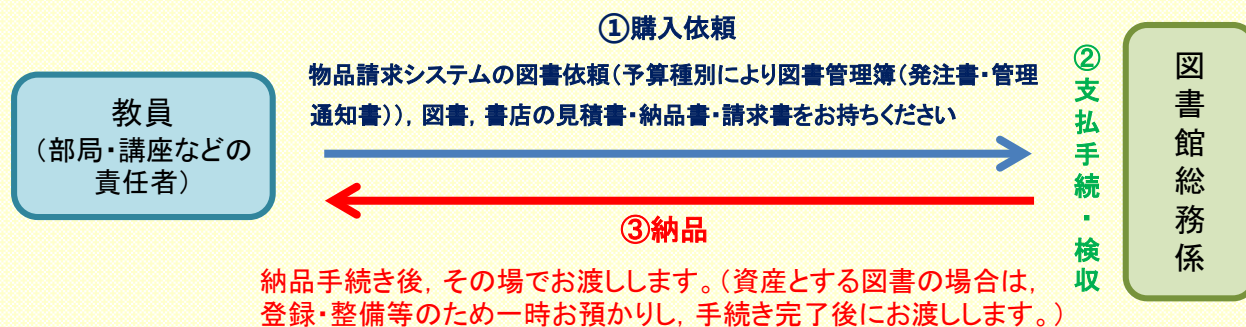 ①購入依頼
物品請求システムの図書依頼(予算種別により図書管理簿(発注書・管理
通知書)),図書,書店の見積書・納品書・請求書をお持ちください
教員
(部局・講座などの
責任者)
②支払手続・検収
図書館総務係
③納品
納品手続き後,その場でお渡しします。(資産とする図書の場合は,
登録・整備等のため一時お預かりし,手続き完了後にお渡しします。)